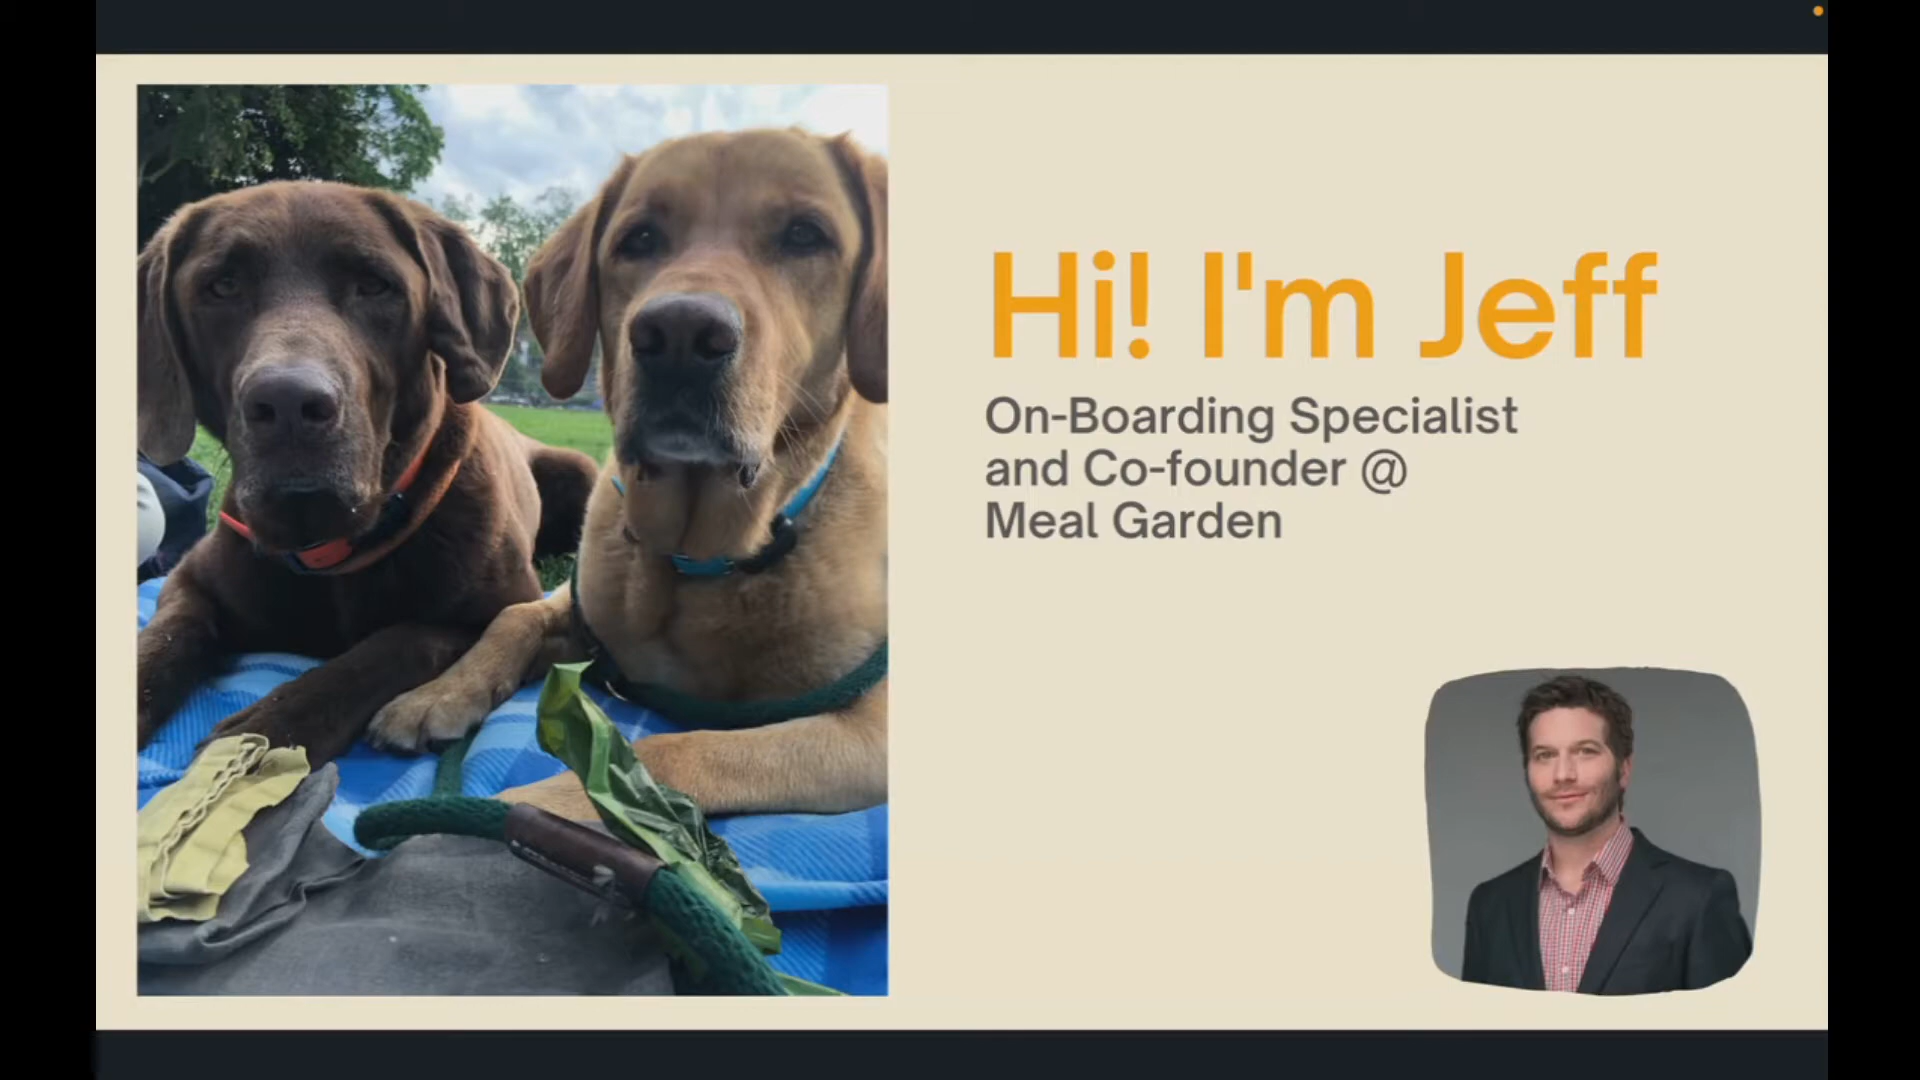 Hi! I'm Jeff
On-Boarding Specialist
and Co-founder @
Meal Garden